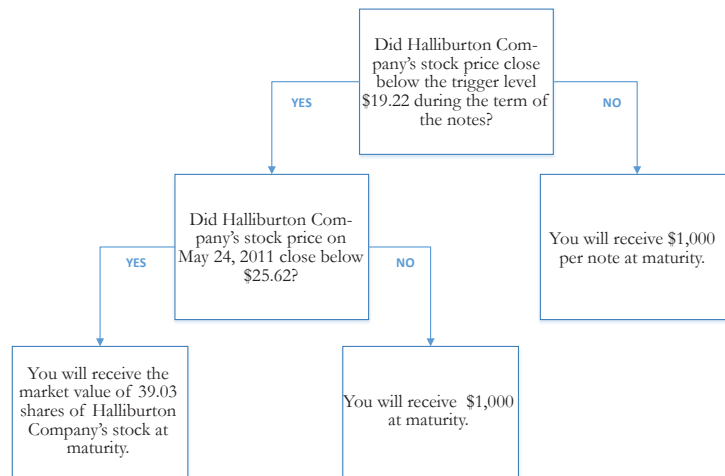 Did Halliburton Com-
pany's stock price close
below the trigger level
$19.22 during the term of
the notes?
YES
NO
Did Halliburton Com-
pany's stock price on
May 24, 2011 close below
$25.62?
You will receive $1,000
per note at maturity.
YES
NO
You will receive the
market value of 39.03
shares of Halliburton
Company's stock at
maturity.
You will receive $1,000
at maturity.